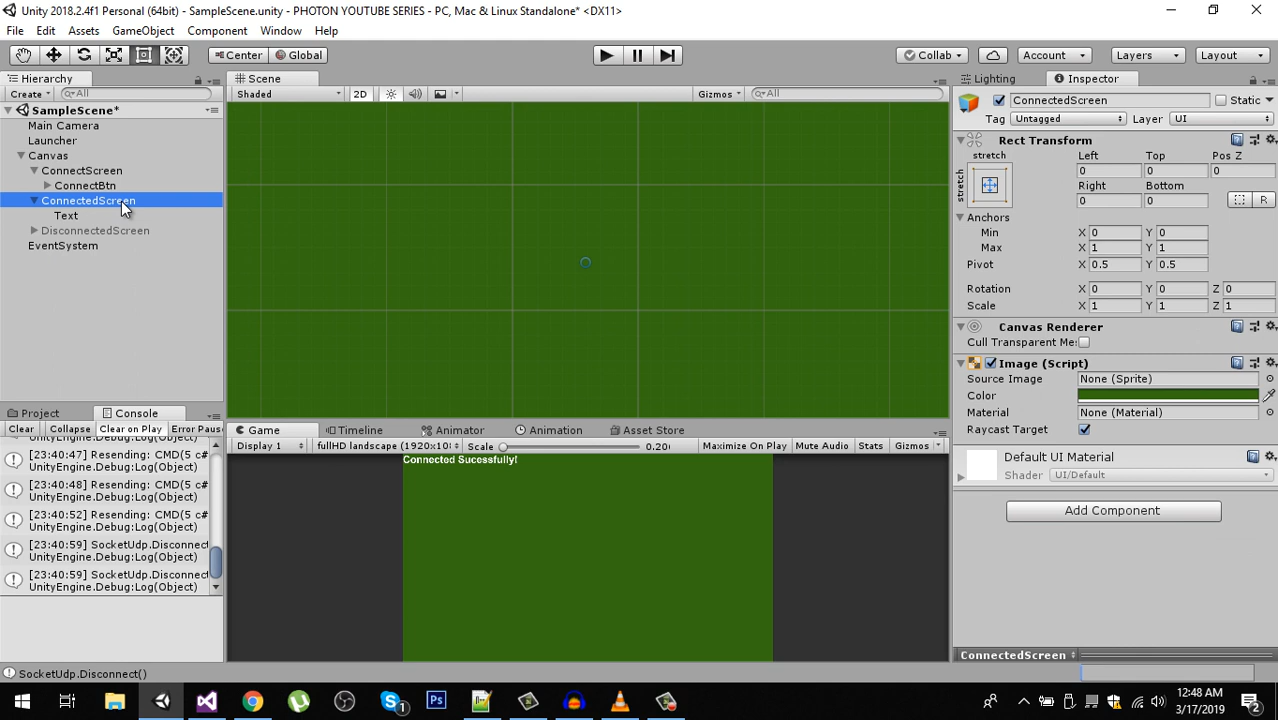 Unity 2018.2.4f1 Personal (64bit) - SampleScene.unity - PHOTON YOUTUBE SERIES - PC, Mac & Linux Standalone* <DX11>
File Edit Assets GameObject Component Window Help
Center Global Collab Account Layers Layout
Hierarchy Scene Lighting Inspector
Create All Shaded 2D Gizmos All
ConnectedScreen Static
SampleScene*
Tag Untagged Layer UI
Main Camera
Launcher
Canvas
ConnectScreen
ConnectBtn
ConnectedScreen
Text
DisconnectedScreen
EventSystem
Rect Transform
stretch Left Top Pos Z
stretch 0 0 0
Right Bottom
0 0 R
Anchors
Min X 0 Y 0
Max X 1 Y 1
Pivot X 0.5 Y 0.5
Rotation X 0 Y 0 Z 0
Scale X 1 Y 1 Z 1
Canvas Renderer
Cull Transparent Me:
Image (Script)
Source Image None (Sprite)
Color
Material None (Material)
Raycast Target
Default UI Material
Shader UI/Default
Add Component
ConnectedScreen
Project Console
Clear Collapse Clear on Play Error Paus
UnityEngine.Debug:Log(Object)
[23:40:47] Resending: CMD(5 c#
UnityEngine.Debug:Log(Object)
[23:40:48] Resending: CMD(5 c#
UnityEngine.Debug:Log(Object)
[23:40:52] Resending: CMD(5 c#
UnityEngine.Debug:Log(Object)
[23:40:59] SocketUdp.Disconnect
UnityEngine.Debug:Log(Object)
[23:40:59] SocketUdp.Disconnect
UnityEngine.Debug:Log(Object)
Game Timeline Animator Animation Asset Store
Display 1 fullHD landscape (1920x10 Scale 0.20 Maximize On Play Mute Audio Stats Gizmos
Connected Sucessfully!
SocketUdp.Disconnect()
12:48 AM
3/17/2019